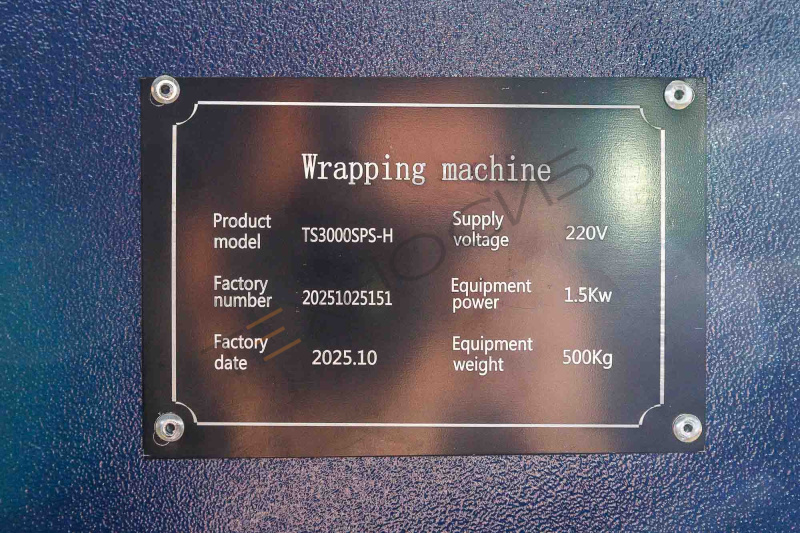 Wrapping machine
Product model TS3000SPS-H
Supply voltage 220V
Factory number 20251025151
Equipment power 1.5Kw
Factory date 2025.10
Equipment weight 500Kg